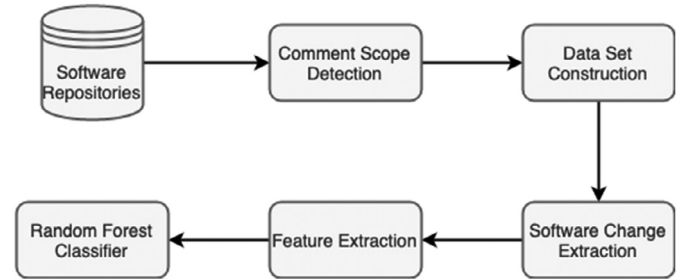 Software
Repositories
Comment Scope
Detection
Data Set
Construction
Software Change
Extraction
Feature Extraction
Random Forest
Classifier